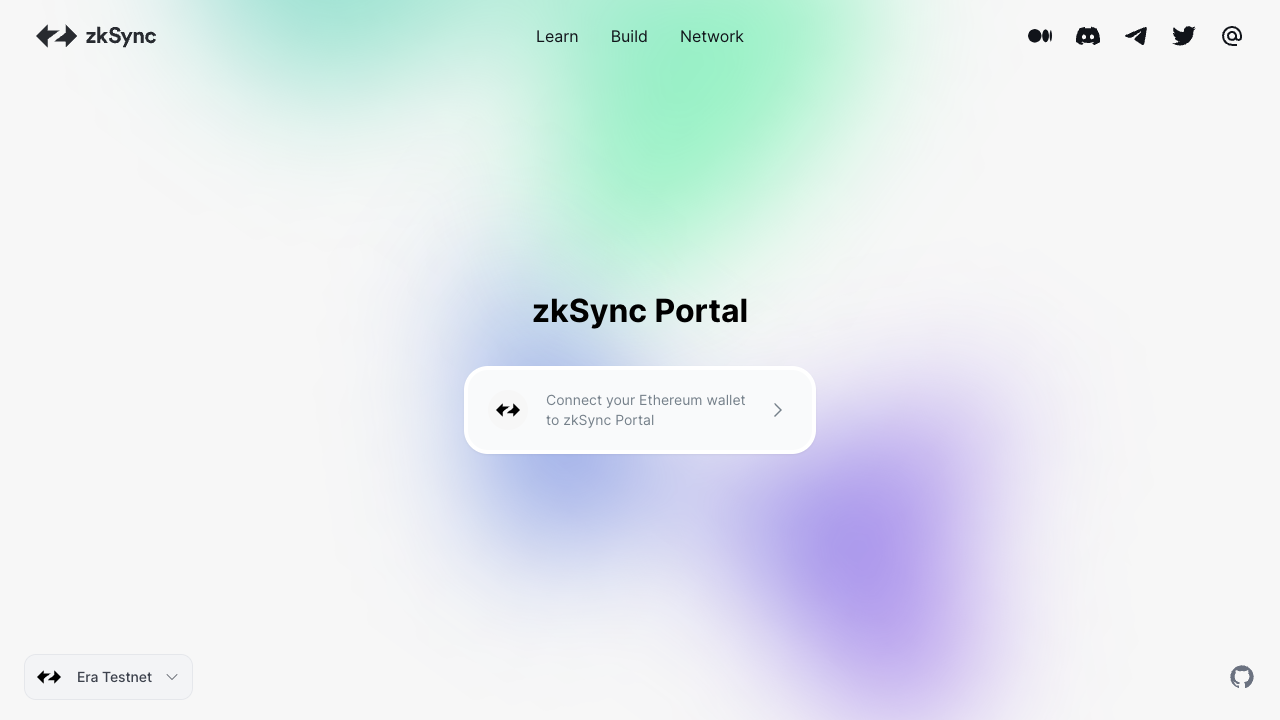 zkSync
Learn
Build
Network
zkSync Portal
Connect your Ethereum wallet
to zkSync Portal
Era Testnet